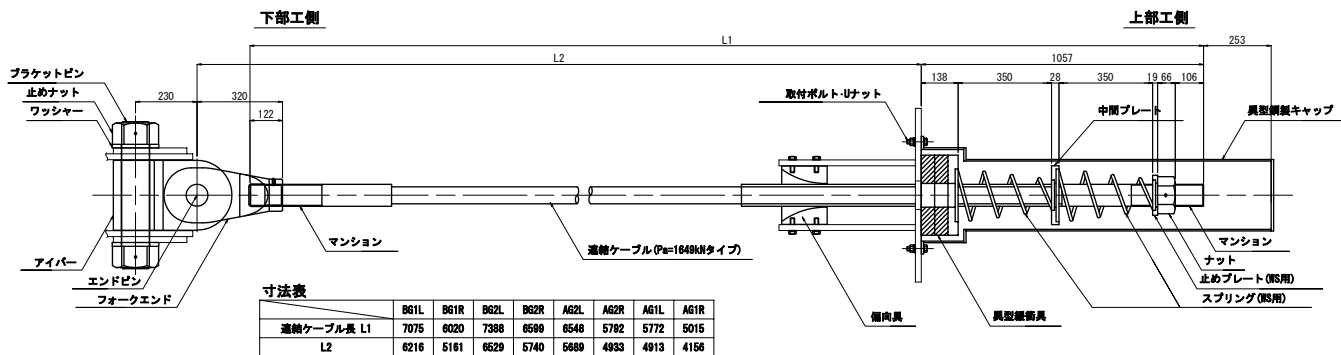 下部工側
上部工側
L1
253
L2
1057
138
350
28
350
19
66
106
ブラケットピン
止めナット
ワッシャー
230
320
122
取付ボルト・Uナット
中間プレート
異型鋼製キャップ
アイバー
エンドピン
フォークエンド
マンション
連結ケーブル(Pa=1649kNタイプ)
偏向具
異型緩衝具
マンション
ナット
止めプレート(WS用)
スプリング(WS用)
寸法表
BG1L BG1R BG2L BG2R AG2L AG2R AG1L AG1R
連結ケーブル長 L1 7075 6020 7388 6599 6548 5792 5772 5015
L2 6216 5161 6529 5740 5689 4933 4913 4156